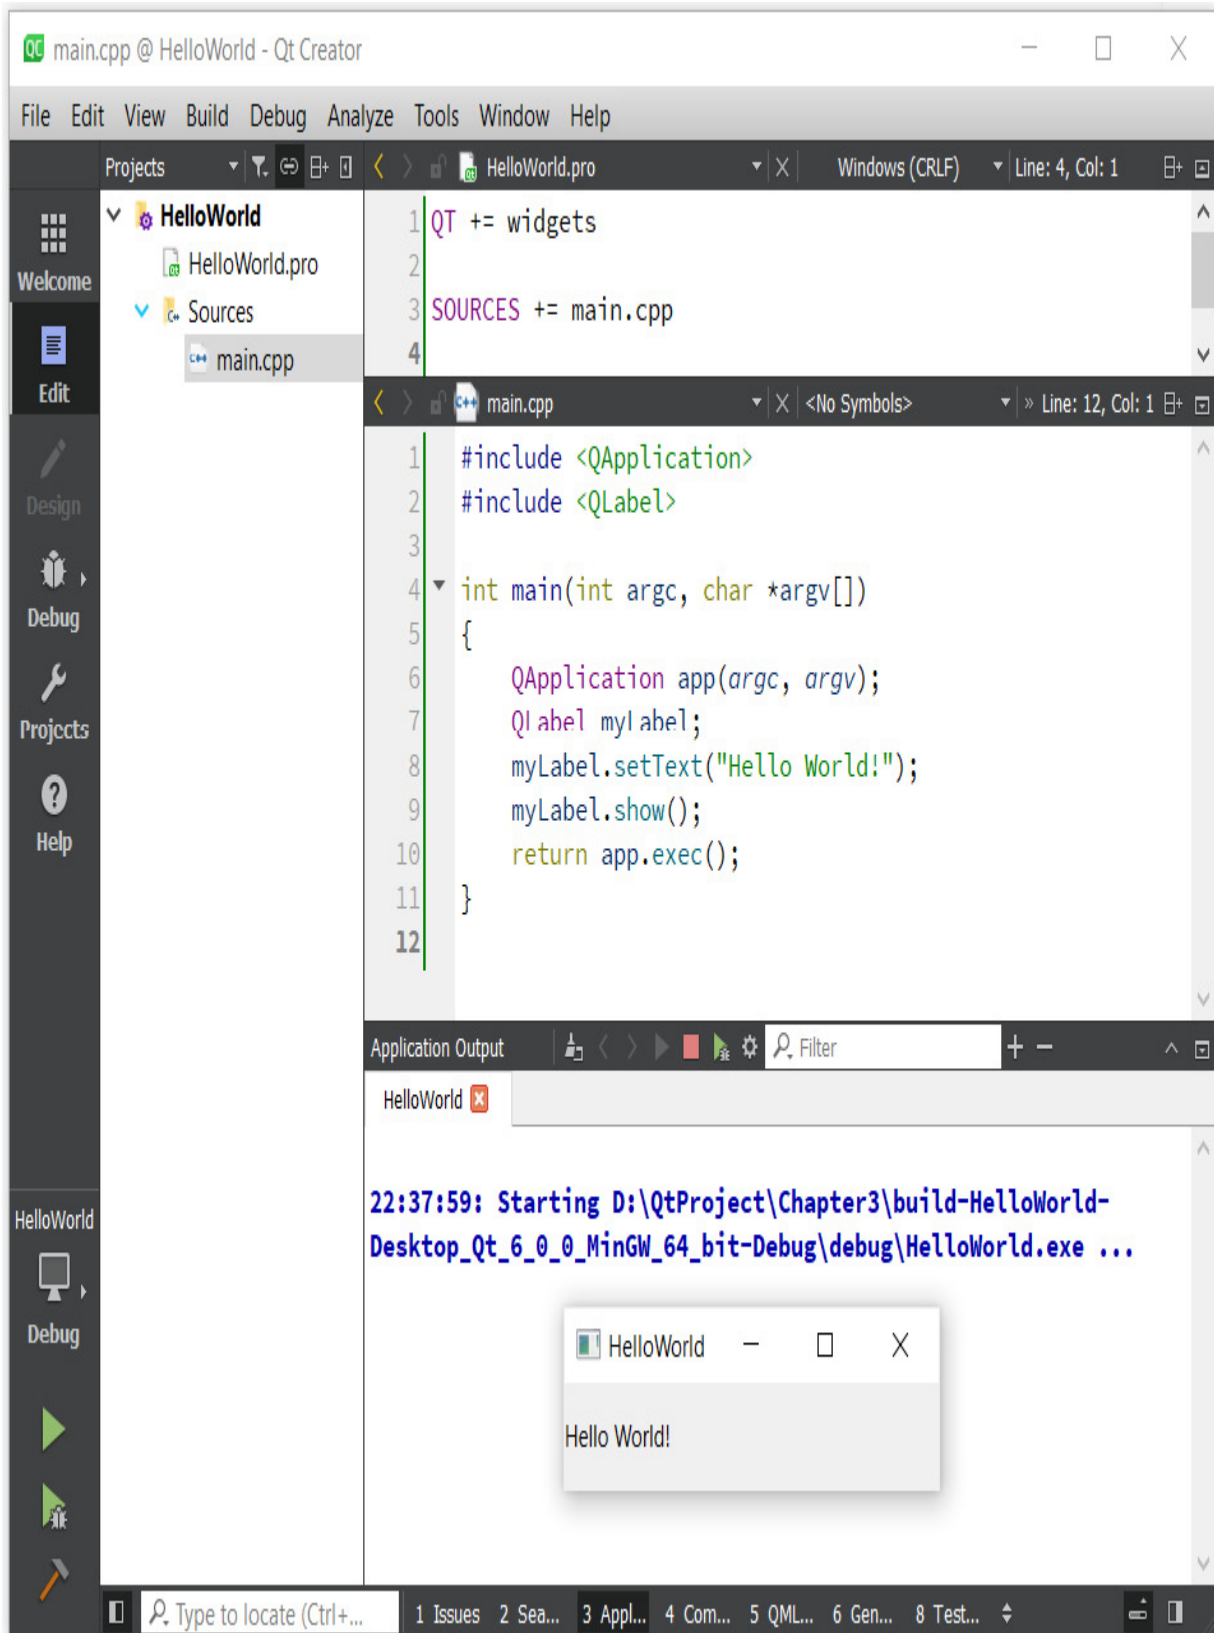 QC main.cpp @ HelloWorld - Qt Creator
File Edit View Build Debug Analyze Tools Window Help
Projects
HelloWorld.pro Windows (CRLF) Line: 4, Col: 1
Welcome
Edit
Design
Debug
Projects
Help
HelloWorld
Debug
HelloWorld
HelloWorld.pro
Sources
main.cpp
1 QT += widgets
2
3 SOURCES += main.cpp
4
main.cpp <No Symbols> » Line: 12, Col: 1
1 #include <QApplication>
2 #include <QLabel>
3
4 int main(int argc, char *argv[])
5 {
6 QApplication app(argc, argv);
7 QLabel myLabel;
8 myLabel.setText("Hello World!");
9 myLabel.show();
10 return app.exec();
11 }
12
Application Output Filter
HelloWorld
22:37:59: Starting D:\QtProject\Chapter3\build-HelloWorld-
Desktop_Qt_6_0_0_MinGW_64_bit-Debug\debug\HelloWorld.exe ...
HelloWorld
Hello World!
Type to locate (Ctrl+... 1 Issues 2 Sea... 3 Appl... 4 Com... 5 QML... 6 Gen... 8 Test...